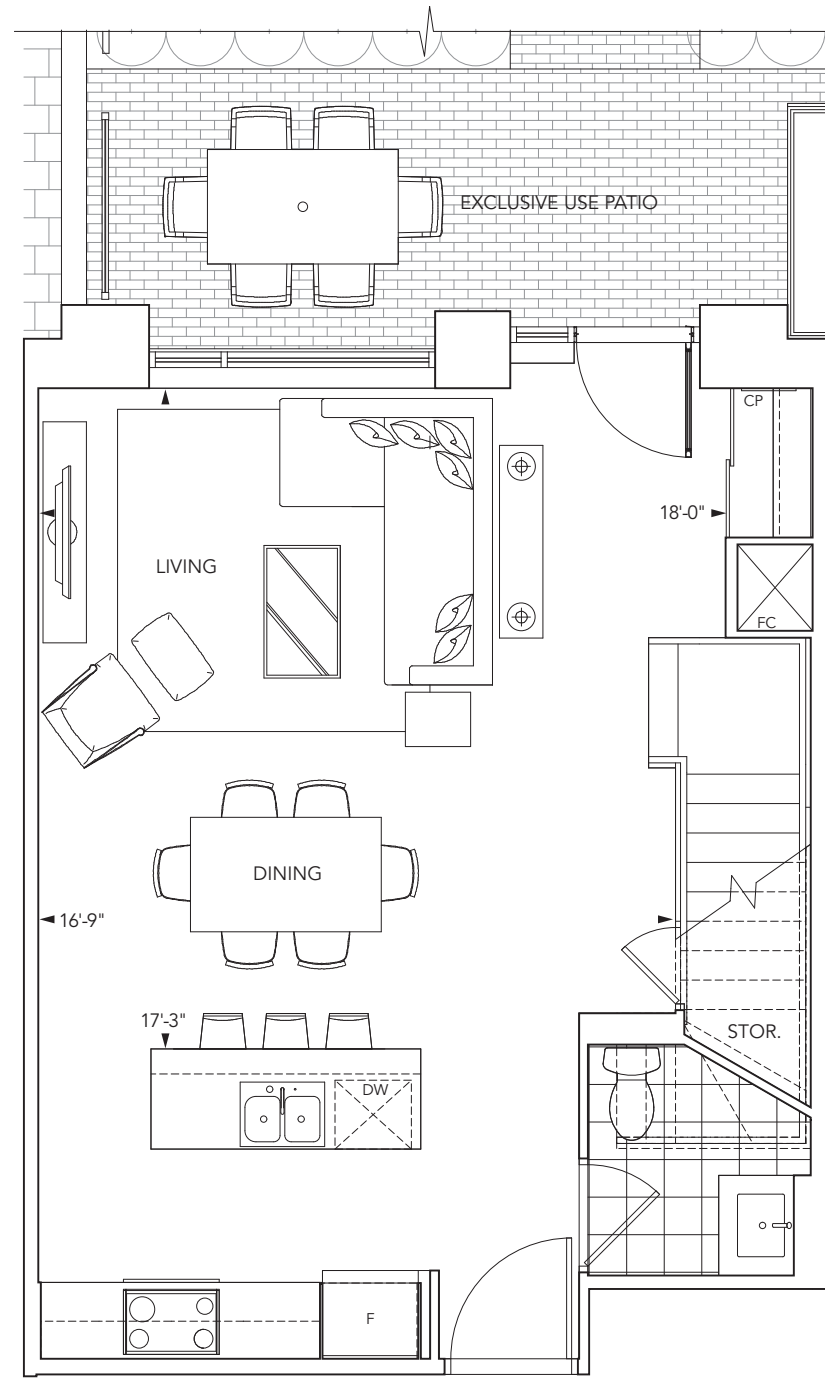 EXCLUSIVE USE PATIO
CP
18'-0"
LIVING
FC
DINING
16'-9"
17'-3"
STOR.
DW
F